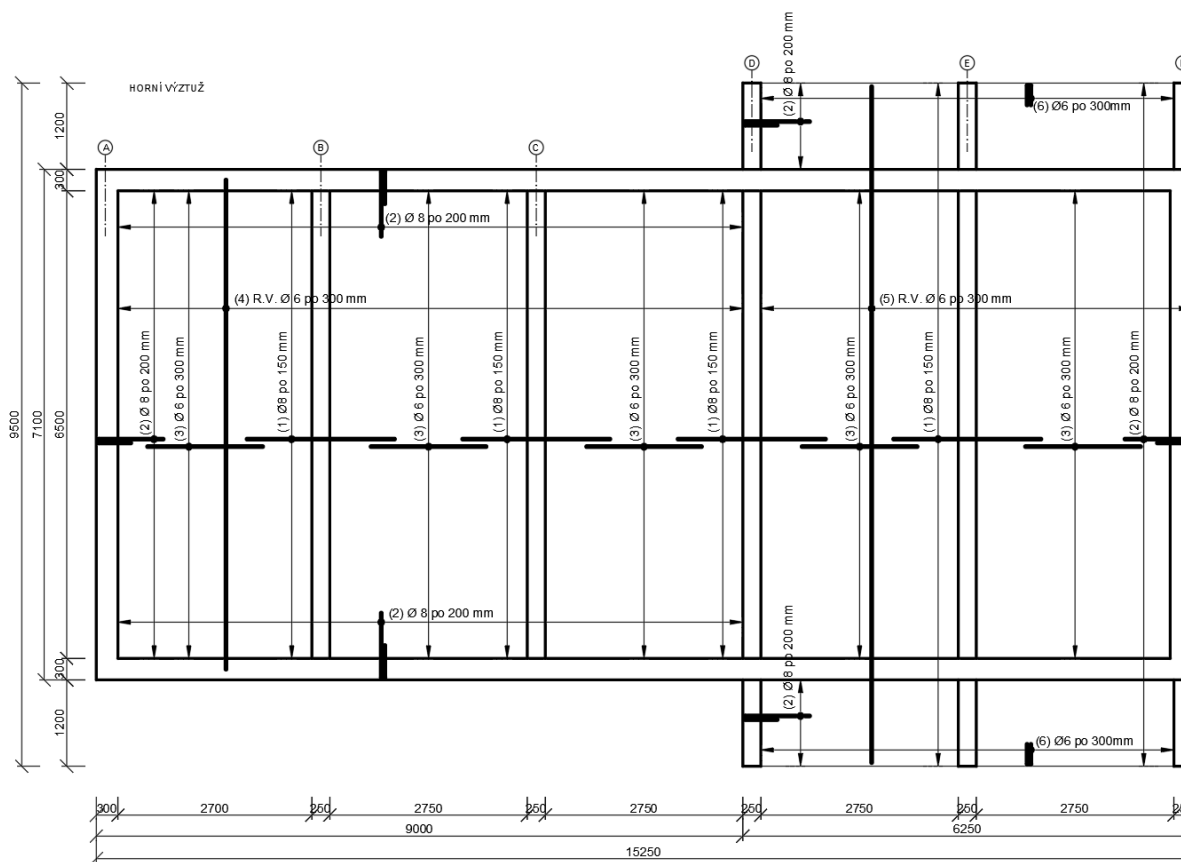 HORNÍ VÝZTUŽ
A
B
C
D
E
(2) Ø 8 po 200 mm
(6) Ø6 po 300mm
(2) Ø 8 po 200 mm
(4) R.V. Ø 6 po 300 mm
(5) R.V. Ø 6 po 300 mm
(2) Ø 8 po 200 mm
(3) Ø 6 po 300 mm
(1) Ø8 po 150 mm
(3) Ø 6 po 300 mm
(1) Ø8 po 150 mm
(3) Ø 6 po 300 mm
(1) Ø8 po 150 mm
(3) Ø 6 po 300 mm
(1) Ø8 po 150 mm
(3) Ø 6 po 300 mm
(2) Ø 8 po 200 mm
(2) Ø 8 po 200 mm
(2) Ø 8 po 200 mm
(6) Ø6 po 300mm
9500
7100
1200
300
6500
300
1200
300
2700
250
2750
250
2750
250
2750
250
2750
9000
6250
15250